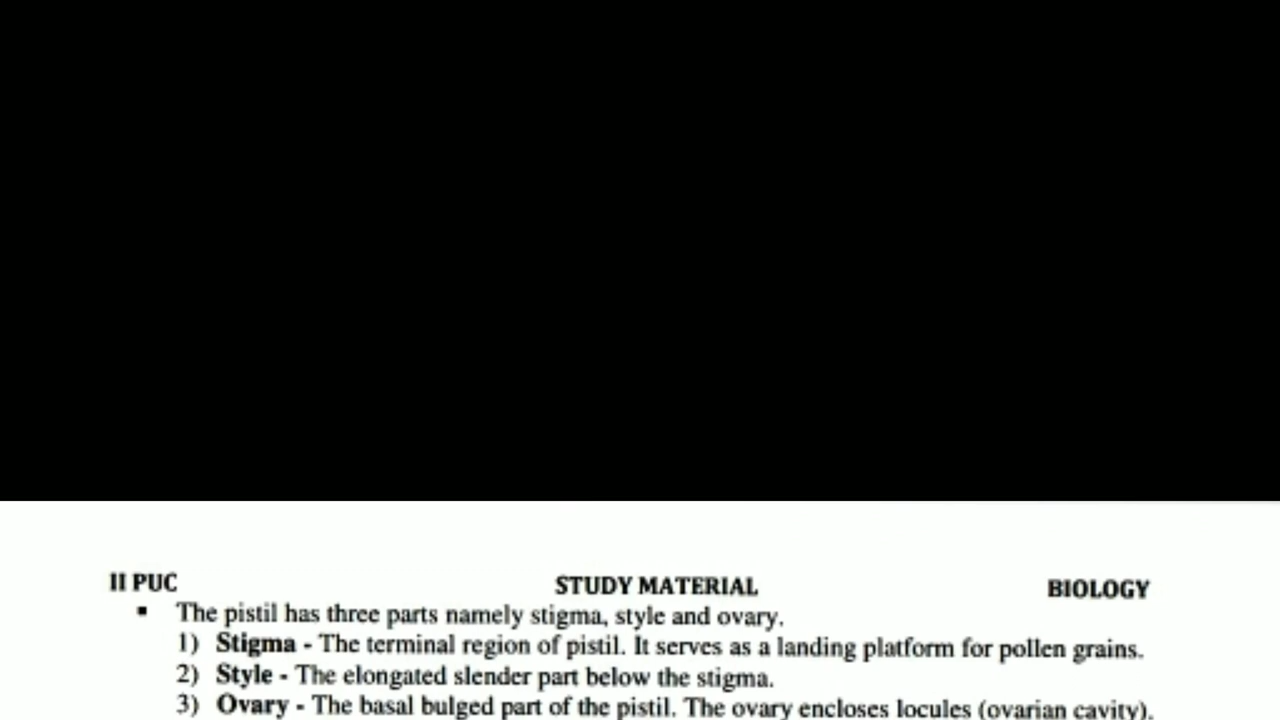 II PUC STUDY MATERIAL BIOLOGY
▪ The pistil has three parts namely stigma, style and ovary.
1) Stigma - The terminal region of pistil. It serves as a landing platform for pollen grains.
2) Style - The elongated slender part below the stigma.
3) Ovary - The basal bulged part of the pistil. The ovary encloses locules (ovarian cavity).